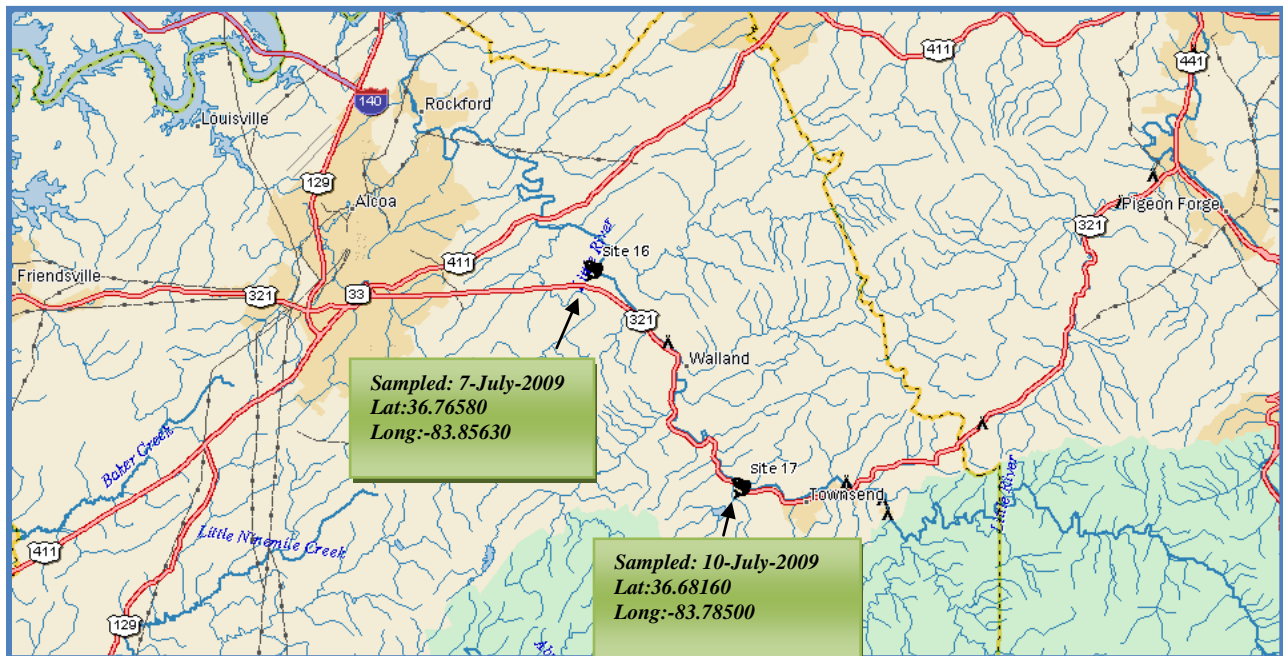 411
441
140
Rockford
Louisville
129
Alcoa
Pigeon Forge
321
River
Site 16
411
Friendsville
321
33
321
Walland
Sampled: 7-July-2009
Lat:36.76580
Long:-83.85630
Baker Creek
Site 17
Townsend
Little River
411
Little Ninemile Creek
Sampled: 10-July-2009
Lat:36.68160
Long:-83.78500
129